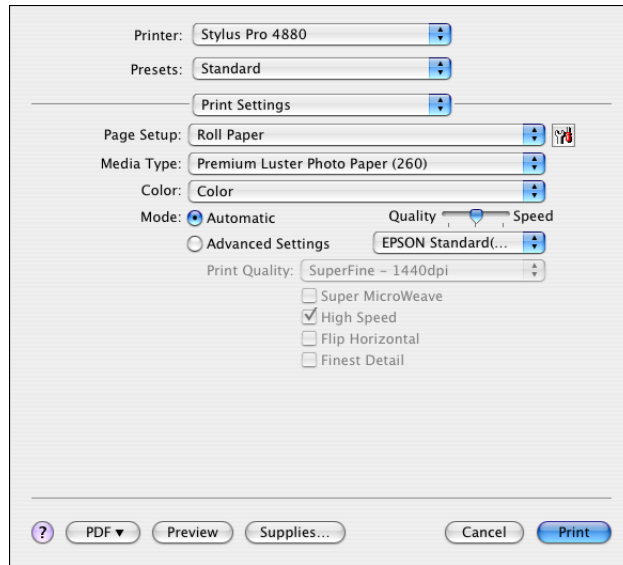 Printer: Stylus Pro 4880
Presets: Standard
Print Settings
Page Setup: Roll Paper
Media Type: Premium Luster Photo Paper (260)
Color: Color
Mode: Automatic Quality Speed
Advanced Settings EPSON Standard(...
Print Quality: SuperFine – 1440dpi
Super MicroWeave
High Speed
Flip Horizontal
Finest Detail
? PDF ▼ Preview Supplies... Cancel Print